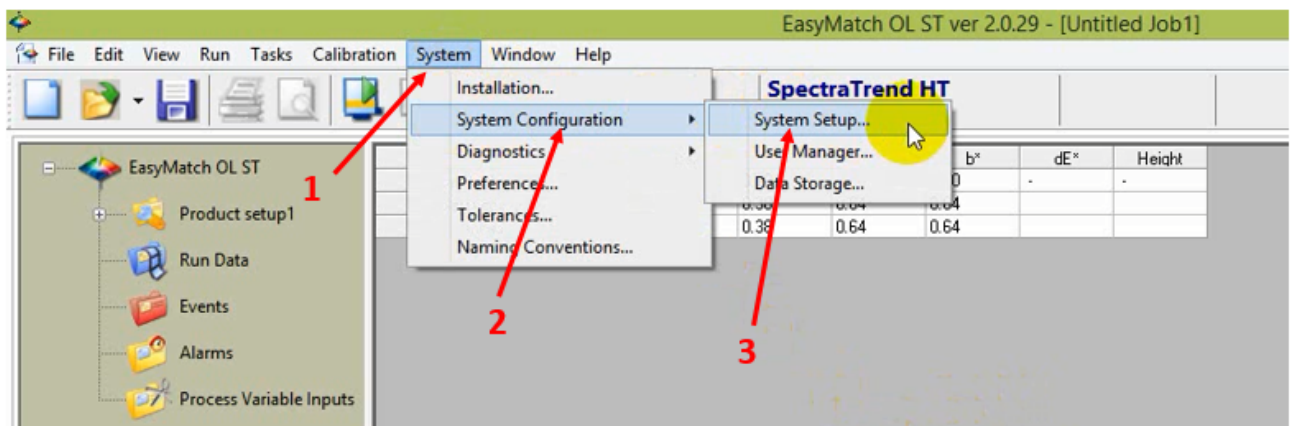 EasyMatch OL ST ver 2.0.29 - [Untitled Job1]
File Edit View Run Tasks Calibration System Window Help
SpectraTrend HT
Installation...
System Configuration
Diagnostics
Preferences...
Tolerances...
Naming Conventions...
System Setup...
User Manager...
Data Storage...
b* dE* Height
- -
0.38 0.64 0.64
0.38 0.64 0.64
EasyMatch OL ST
Product setup1
Run Data
Events
Alarms
Process Variable Inputs
1
2
3